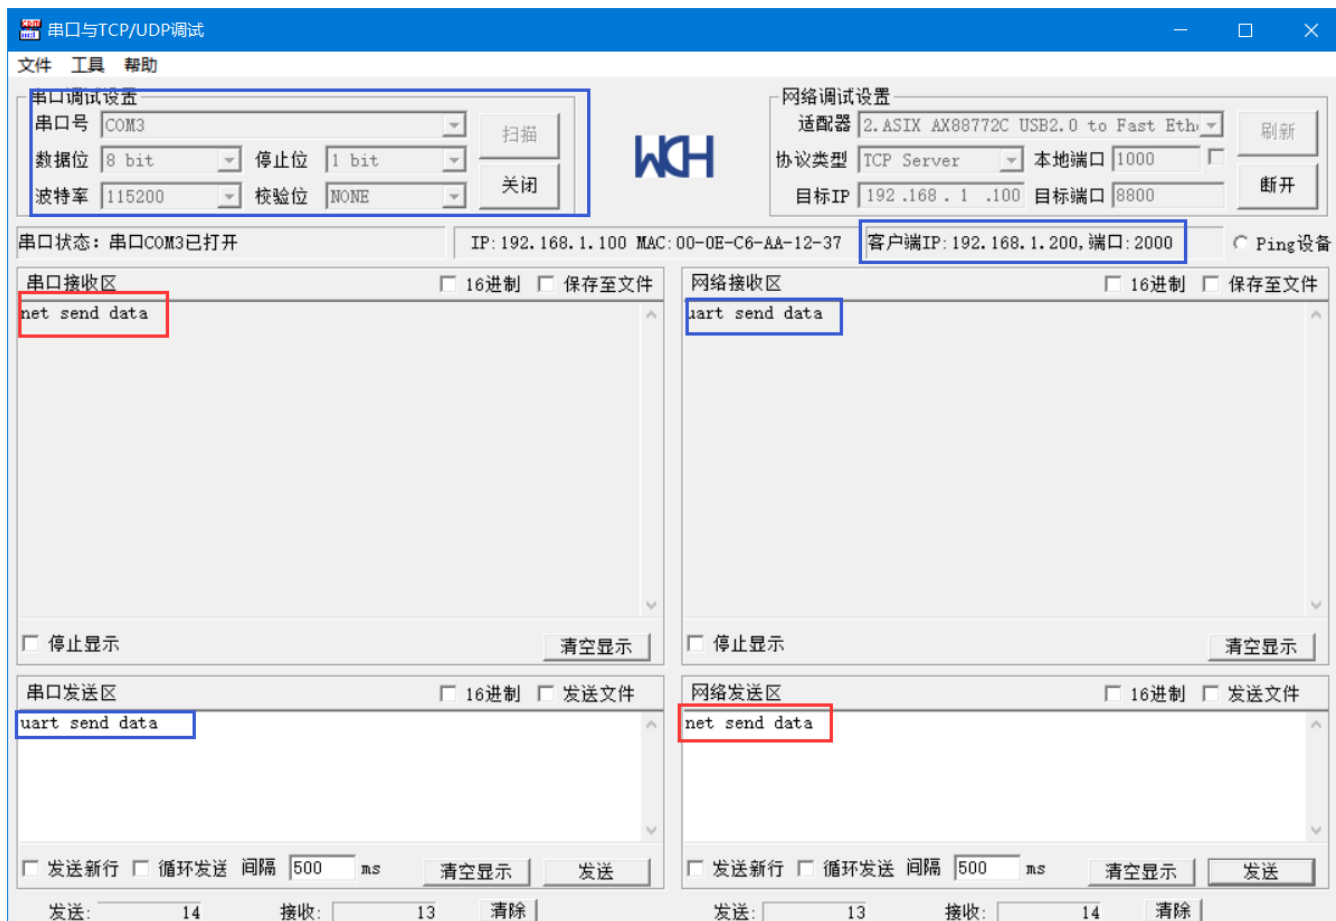 串口与TCP/UDP调试
文件 工具 帮助
串口调试设置
串口号 COM3 扫描
数据位 8 bit 停止位 1 bit
波特率 115200 校验位 NONE 关闭
WCH
网络调试设置
适配器 2.ASIX AX88772C USB2.0 to Fast Eth 刷新
协议类型 TCP Server 本地端口 1000
目标IP 192.168.1.100 目标端口 8800 断开
串口状态: 串口COM3已打开 IP:192.168.1.100 MAC:00-0E-C6-AA-12-37 客户端IP:192.168.1.200,端口:2000 Ping设备
串口接收区 16进制 保存至文件
net send data
停止显示 清空显示
网络接收区 16进制 保存至文件
uart send data
停止显示 清空显示
串口发送区 16进制 发送文件
uart send data
发送新行 循环发送 间隔 500 ms 清空显示 发送
发送: 14 接收: 13 清除
网络发送区 16进制 发送文件
net send data
发送新行 循环发送 间隔 500 ms 清空显示 发送
发送: 13 接收: 14 清除